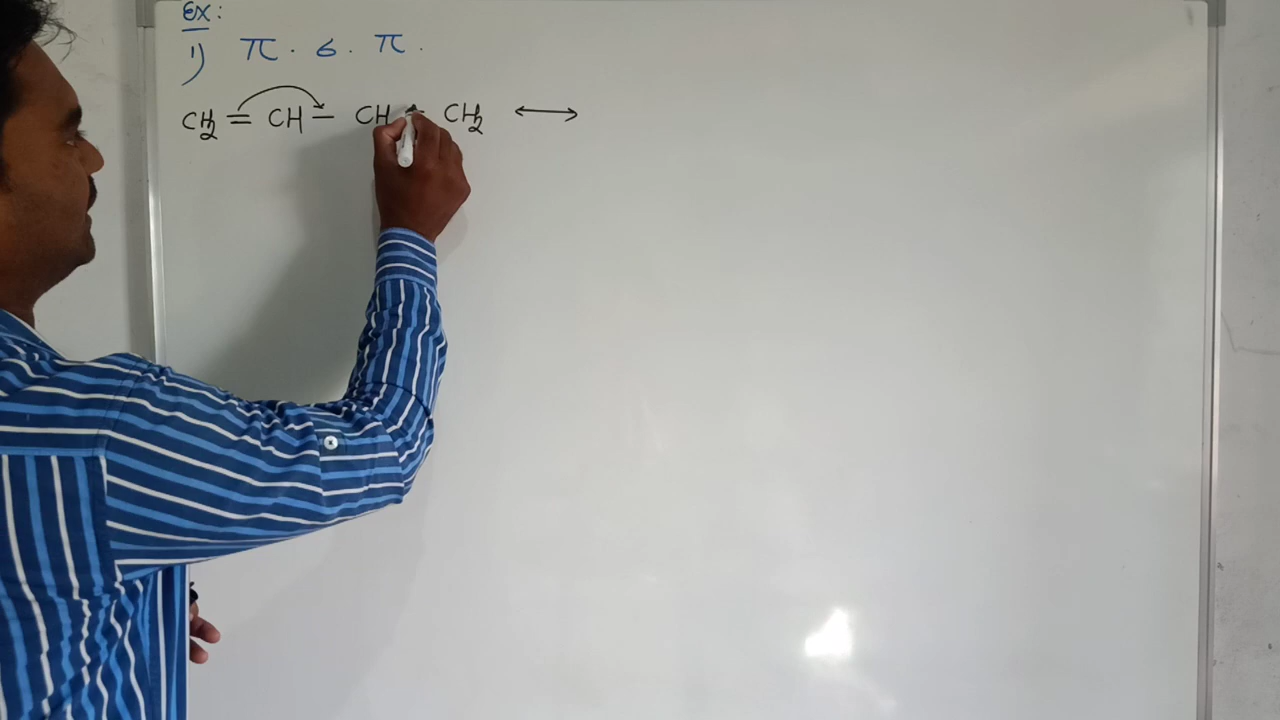 Ex:
1) π . σ . π .
CH₂ = CH — CH = CH₂ ⟷